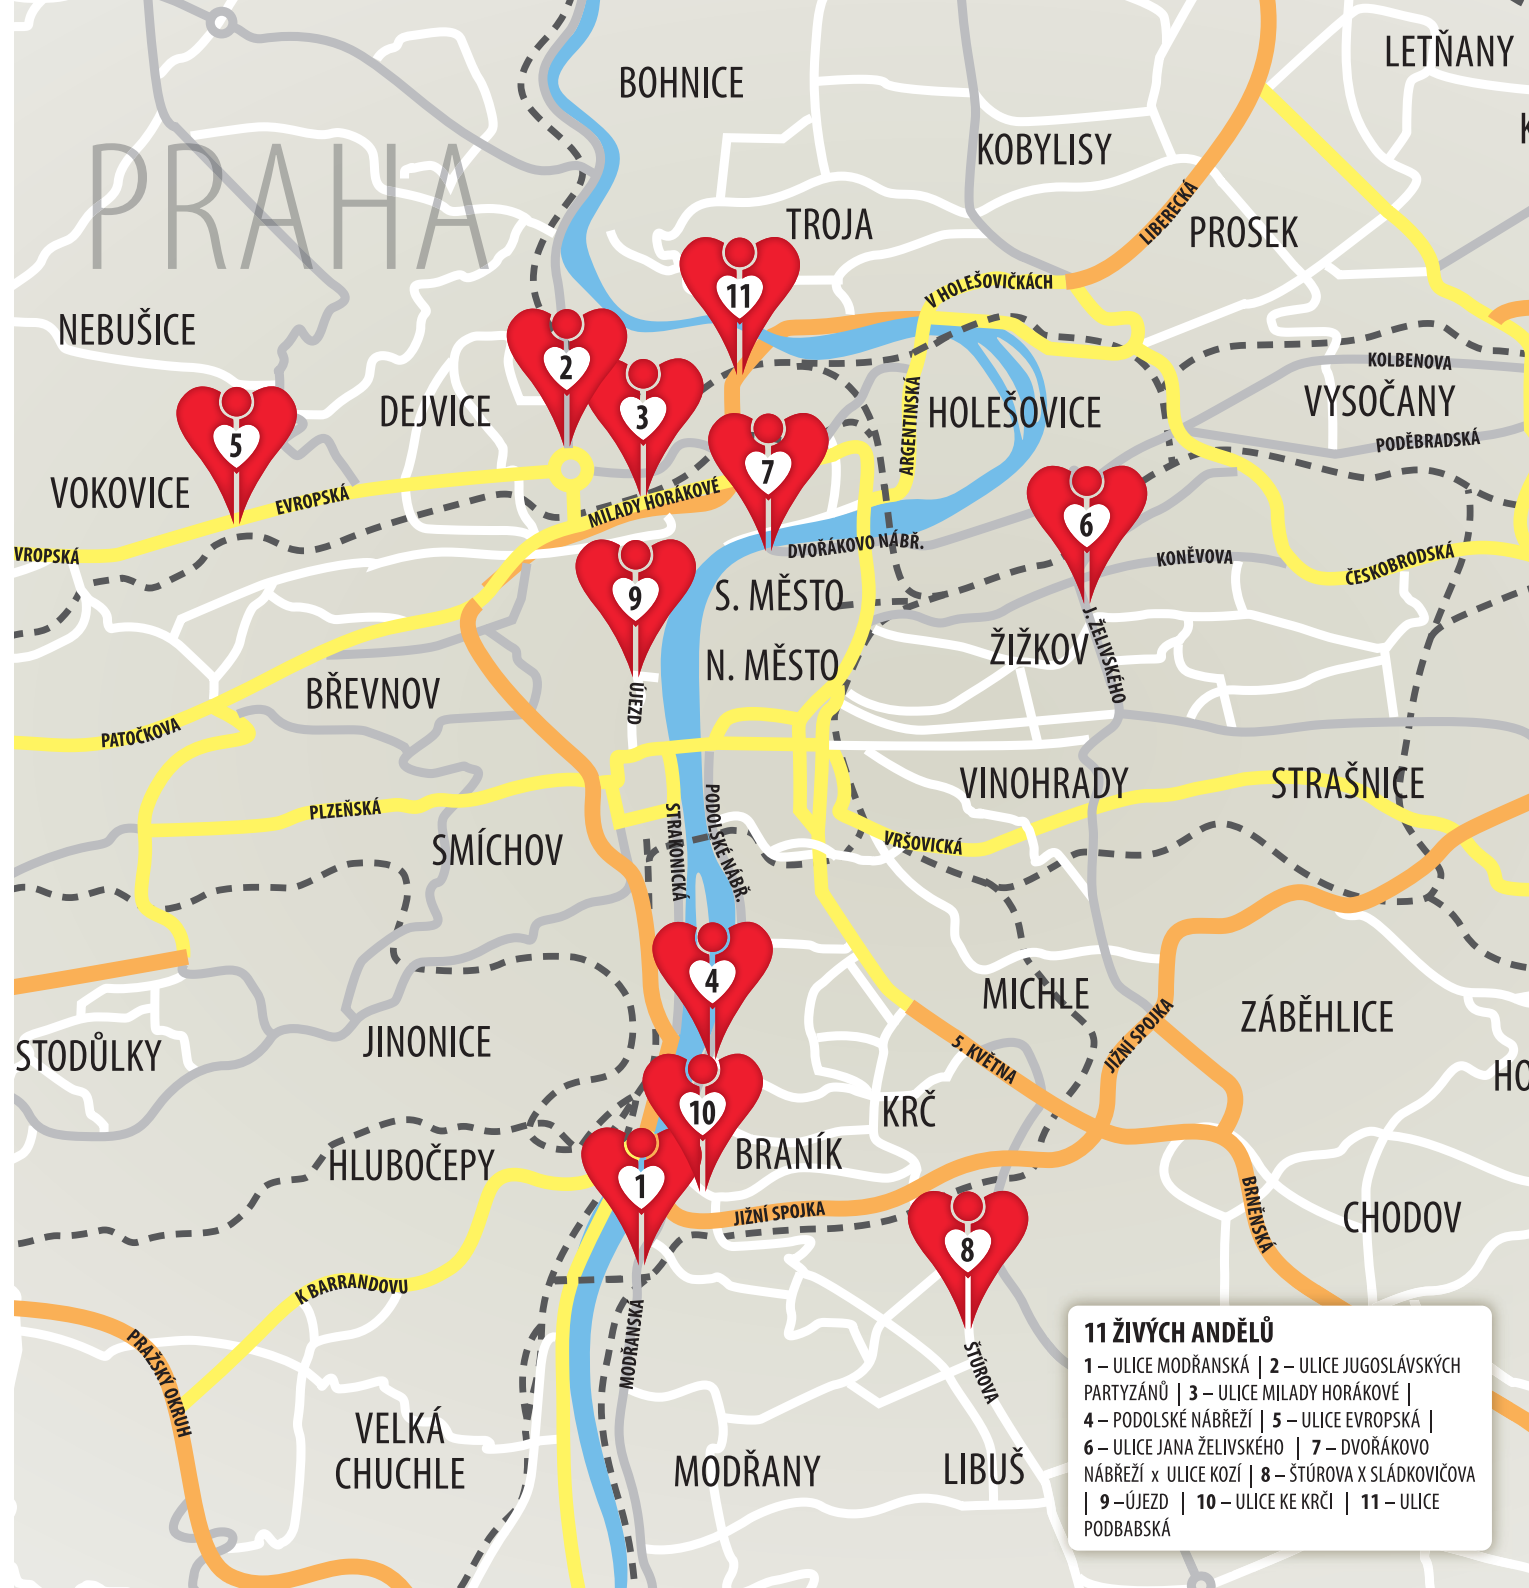 LETŇANY
BOHNICE
KOBYLISY
PRAHA
LIBERECKÁ
TROJA
PROSEK
V HOLEŠOVIČKÁCH
11
NEBUŠICE
2
KOLBENOVA
3
DEJVICE
ARGENTINSKÁ
HOLEŠOVICE
VYSOČANY
5
7
PODĚBRADSKÁ
VOKOVICE
EVROPSKÁ
MILADY HORÁKOVÉ
6
VROPSKÁ
DVOŘÁKOVO NÁBŘ.
KONĚVOVA
ČESKOBRODSKÁ
9
S. MĚSTO
J. ŽELIVSKÉHO
ŽIŽKOV
N. MĚSTO
BŘEVNOV
ÚJEZD
PATOČKOVA
VINOHRADY
STRAŠNICE
PLZEŇSKÁ
STRAKONICKÁ
PODOLSKÉ NÁBŘ.
SMÍCHOV
VRŠOVICKÁ
4
MICHLE
ZÁBĚHLICE
JINONICE
STODŮLKY
5. KVĚTNA
JIŽNÍ SPOJKA
HO
10
KRČ
BRANÍK
HLUBOČEPY
1
JIŽNÍ SPOJKA
BRNĚNSKÁ
CHODOV
8
K BARRANDOVU
MODŘANSKÁ
PRAŽSKÝ OKRUH
ŠTÚROVA
VELKÁ
CHUCHLE
MODŘANY
LIBUŠ
11 ŽIVÝCH ANDĚLŮ
1 – ULICE MODŘANSKÁ | 2 – ULICE JUGOSLÁVSKÝCH
PARTYZÁNŮ | 3 – ULICE MILADY HORÁKOVÉ |
4 – PODOLSKÉ NÁBŘEŽÍ | 5 – ULICE EVROPSKÁ |
6 – ULICE JANA ŽELIVSKÉHO | 7 – DVOŘÁKOVO
NÁBŘEŽÍ x ULICE KOZÍ | 8 – ŠTÚROVA X SLÁDKOVIČOVA
| 9 –ÚJEZD | 10 – ULICE KE KRČI | 11 – ULICE
PODBABSKÁ